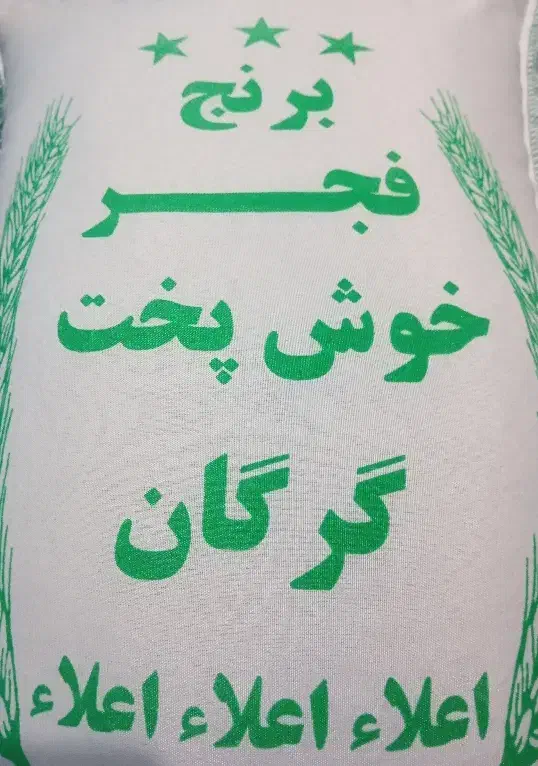 برنج
فجر
خوش پخت
گرگان
اعلاء اعلاء اعلاء